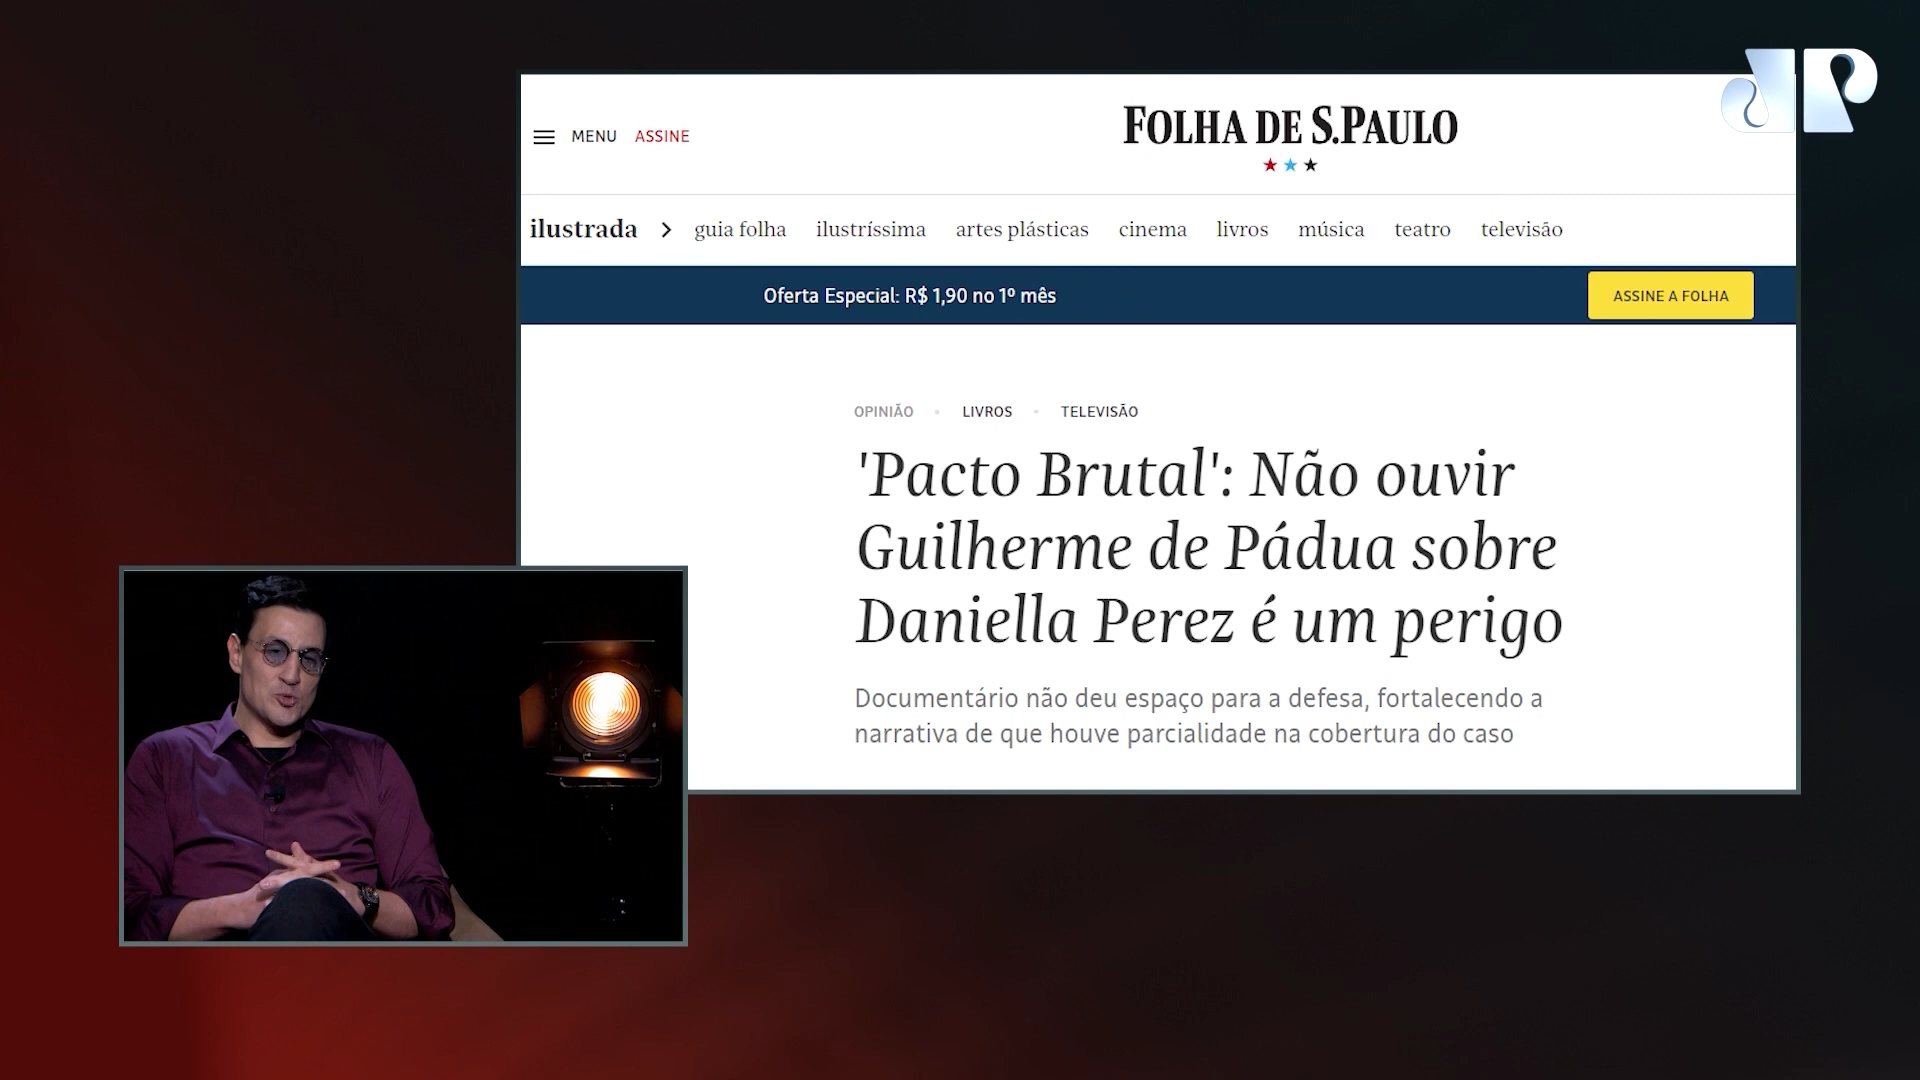 JP
MENU ASSINE
FOLHA DE S.PAULO
ilustrada > guia folha ilustríssima artes plásticas cinema livros música teatro televisão
Oferta Especial: R$ 1,90 no 1º mês
ASSINE A FOLHA
OPINIÃO • LIVROS • TELEVISÃO
'Pacto Brutal': Não ouvir
Guilherme de Pádua sobre
Daniella Perez é um perigo
Documentário não deu espaço para a defesa, fortalecendo a
narrativa de que houve parcialidade na cobertura do caso